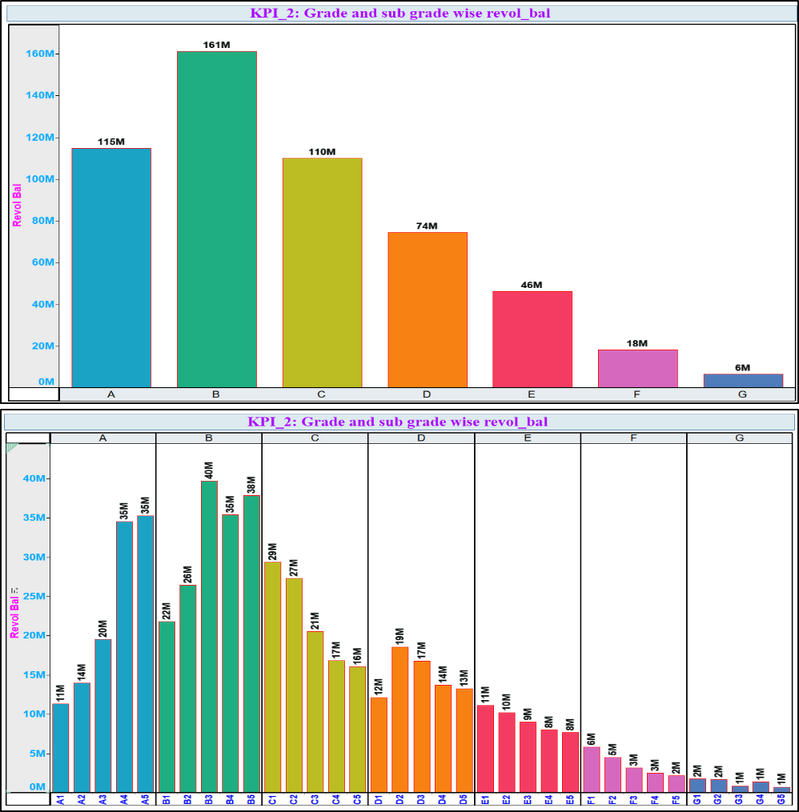 KPI_2: Grade and sub grade wise revol_bal
160M
140M
120M
100M
80M
60M
40M
20M
0M
Revol Bal
115M
161M
110M
74M
46M
18M
6M
A B C D E F G
KPI_2: Grade and sub grade wise revol_bal
A B C D E F G
40M
35M
30M
25M
20M
15M
10M
5M
0M
Revol Bal
11M 14M 20M 35M 35M 22M 26M 40M 35M 38M 29M 27M 21M 17M 16M 12M 19M 17M 14M 13M 11M 10M 9M 8M 8M 6M 5M 3M 3M 2M 2M 2M 1M 1M 1M
A1 A2 A3 A4 A5 B1 B2 B3 B4 B5 C1 C2 C3 C4 C5 D1 D2 D3 D4 D5 E1 E2 E3 E4 E5 F1 F2 F3 F4 F5 G1 G2 G3 G4 G5